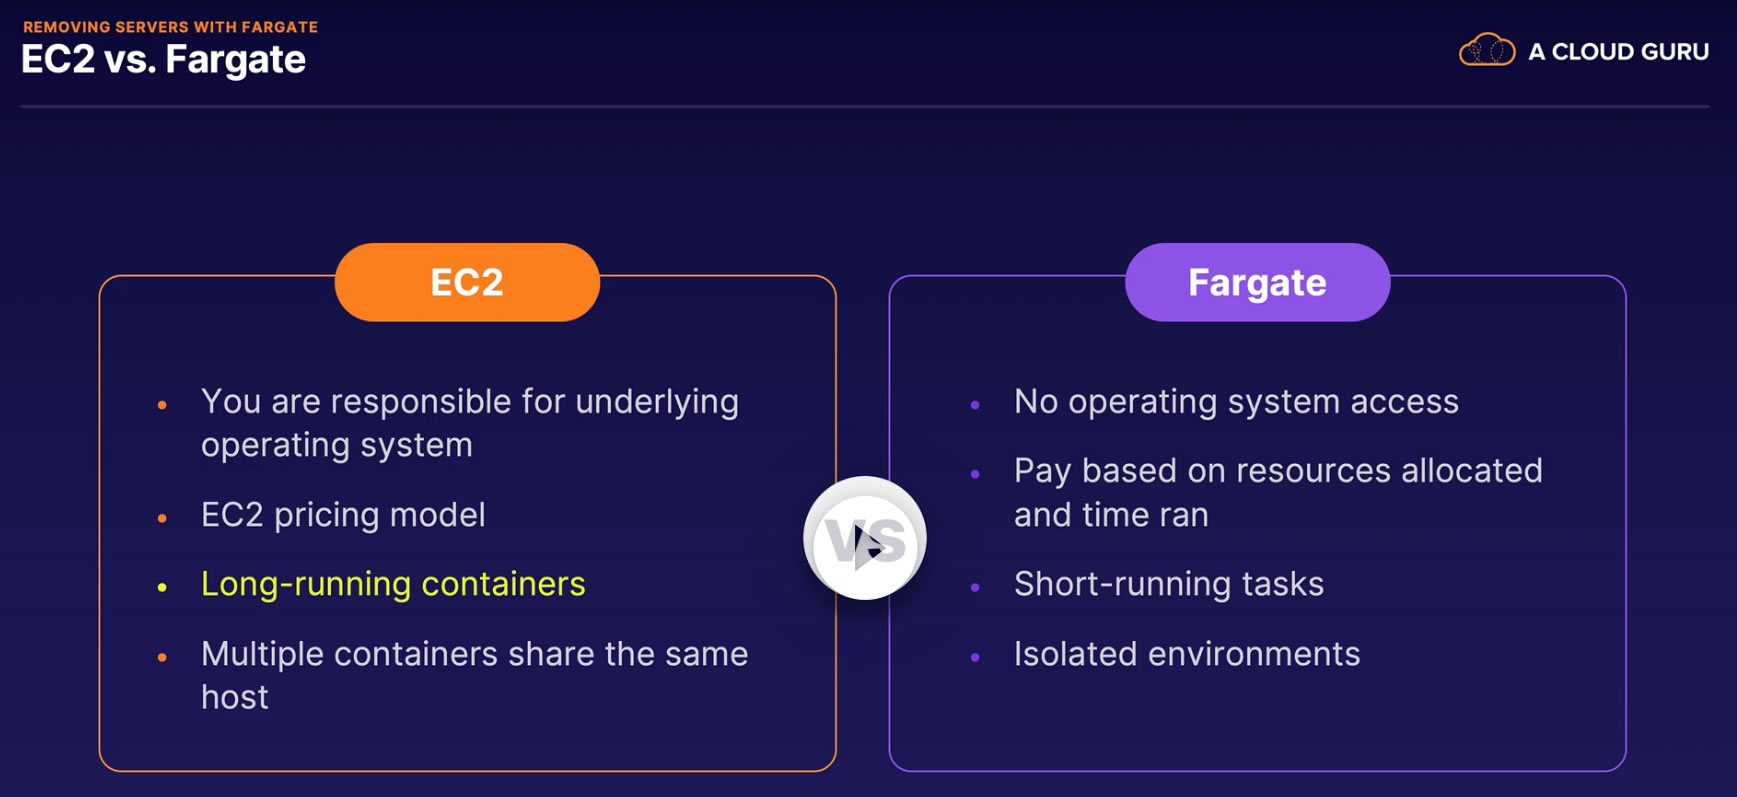 REMOVING SERVERS WITH FARGATE
EC2 vs. Fargate
A CLOUD GURU
EC2
You are responsible for underlying
operating system
EC2 pricing model
Long-running containers
Multiple containers share the same
host
VS
Fargate
No operating system access
Pay based on resources allocated
and time ran
Short-running tasks
Isolated environments